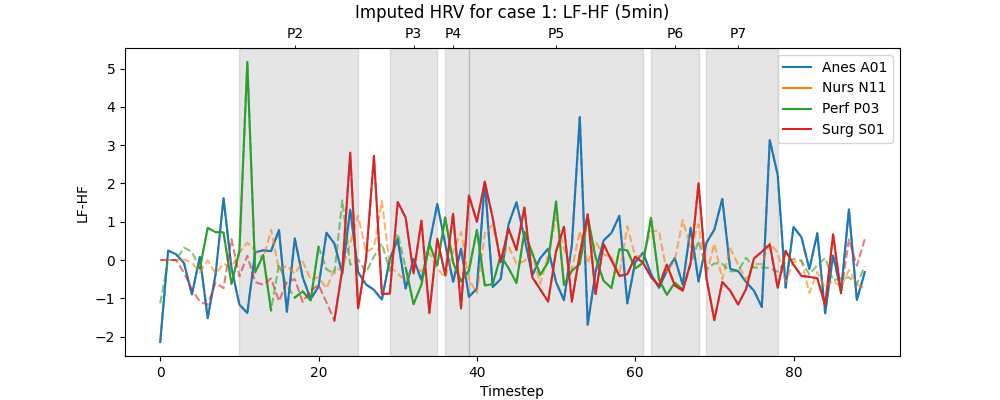 Imputed HRV for case 1: LF-HF (5min)
P2 P3 P4 P5 P6 P7
5
4
3
2
1
0
−1
−2
LF-HF
Anes A01
Nurs N11
Perf P03
Surg S01
0 20 40 60 80
Timestep